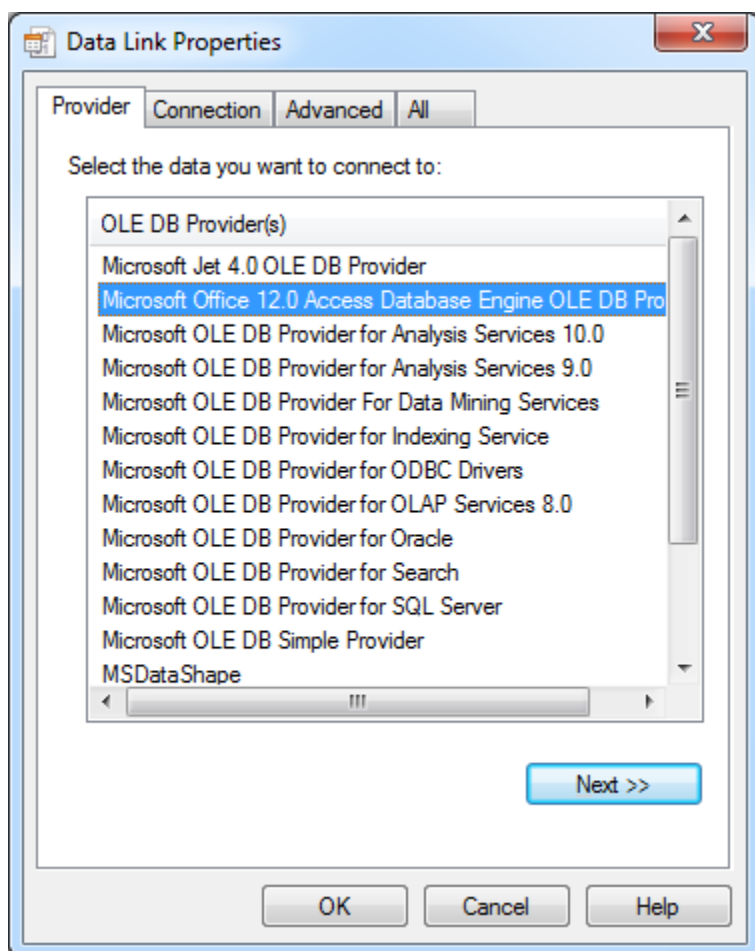 Data Link Properties
Provider Connection Advanced All
Select the data you want to connect to:
OLE DB Provider(s)
Microsoft Jet 4.0 OLE DB Provider
Microsoft Office 12.0 Access Database Engine OLE DB Pro
Microsoft OLE DB Provider for Analysis Services 10.0
Microsoft OLE DB Provider for Analysis Services 9.0
Microsoft OLE DB Provider For Data Mining Services
Microsoft OLE DB Provider for Indexing Service
Microsoft OLE DB Provider for ODBC Drivers
Microsoft OLE DB Provider for OLAP Services 8.0
Microsoft OLE DB Provider for Oracle
Microsoft OLE DB Provider for Search
Microsoft OLE DB Provider for SQL Server
Microsoft OLE DB Simple Provider
MSDataShape
Next >>
OK Cancel Help